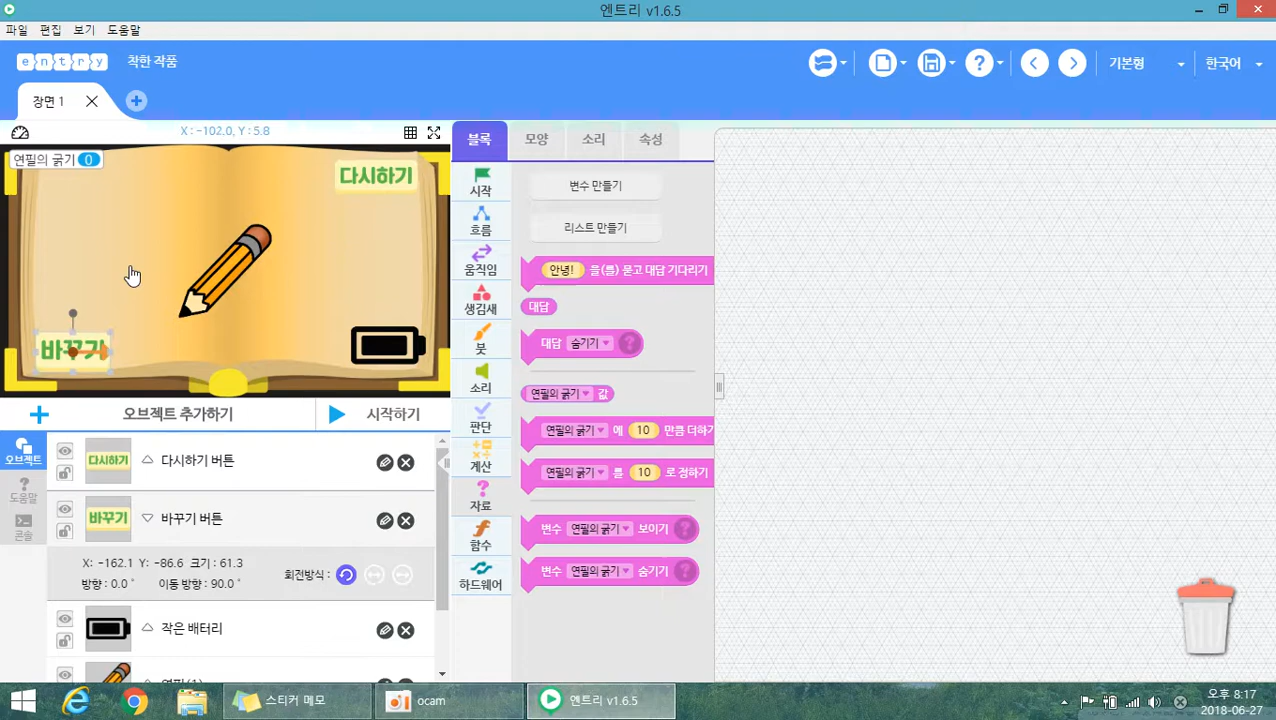 엔트리 v1.6.5
파일 편집 보기 도움말
entry 착한 작품 기본형 한국어
장면 1
X : -102.0, Y : 5.8
연필의 굵기 0
다시하기
바꾸기
오브젝트 추가하기 시작하기
오브젝트
도움말
콘솔
다시하기 다시하기 버튼
바꾸기 바꾸기 버튼
X: -162.1 Y: -86.6 크기 : 61.3
방향 : 0.0° 이동 방향 : 90.0° 회전방식 :
작은 배터리
블록 모양 소리 속성
시작
흐름
움직임
생김새
붓
소리
판단
계산
자료
함수
하드웨어
변수 만들기
리스트 만들기
안녕! 을(를) 묻고 대답 기다리기
대답
대답 숨기기 ?
연필의 굵기 값
연필의 굵기 에 10 만큼 더하기
연필의 굵기 를 10 로 정하기
변수 연필의 굵기 보이기 ?
변수 연필의 굵기 숨기기 ?
스티커 메모 ocam 엔트리 v1.6.5
오후 8:17
2018-06-27